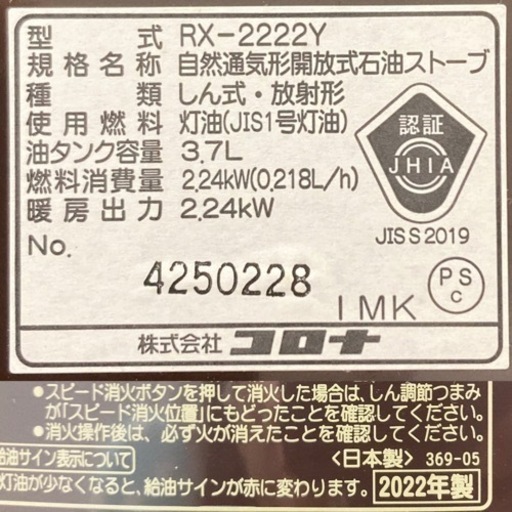 型式 RX-2222Y
規格名称 自然通気形開放式石油ストーブ
種類 しん式・放射形
使用燃料 灯油(JIS1号灯油)
油タンク容量 3.7L
燃料消費量 2.24kW(0.218L/h)
暖房出力 2.24kW
No.
4250228
IMK
認証
JHIA
JIS S 2019
PS
C
株式会社 コロナ
●スピード消火ボタンを押して消火した場合は、しん調節つまみ
が「スピード消火位置」にもどったことを確認してください。
●消火操作後は、必ず火が消えたことを確認してください。
給油サイン表示について
〈日本製〉 369-05
灯油が少なくなると、給油サインが赤に変わります。
2022年製